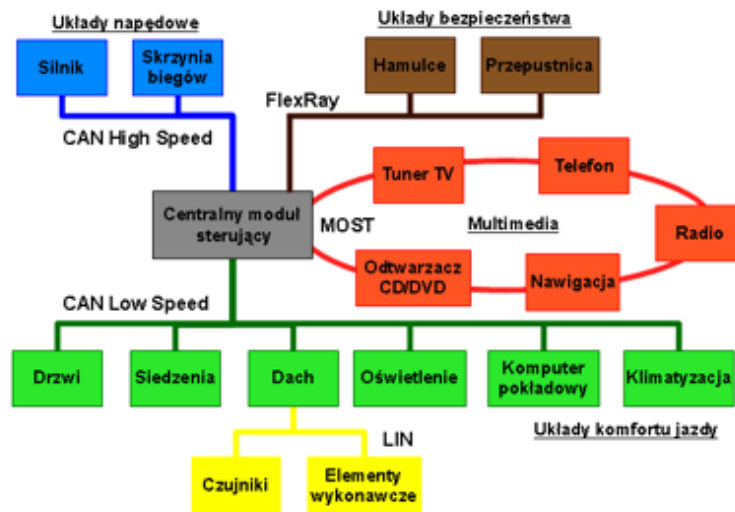 Układy napędowe
Układy bezpieczeństwa
Silnik
Skrzynia
biegów
Hamulce
Przepustnica
FlexRay
CAN High Speed
Tuner TV
Telefon
Centralny moduł
sterujący
MOST
Multimedia
Radio
Odtwarzacz
CD/DVD
Nawigacja
CAN Low Speed
Drzwi
Siedzenia
Dach
Oświetlenie
Komputer
pokładowy
Klimatyzacja
Układy komfortu jazdy
LIN
Czujniki
Elementy
wykonawcze